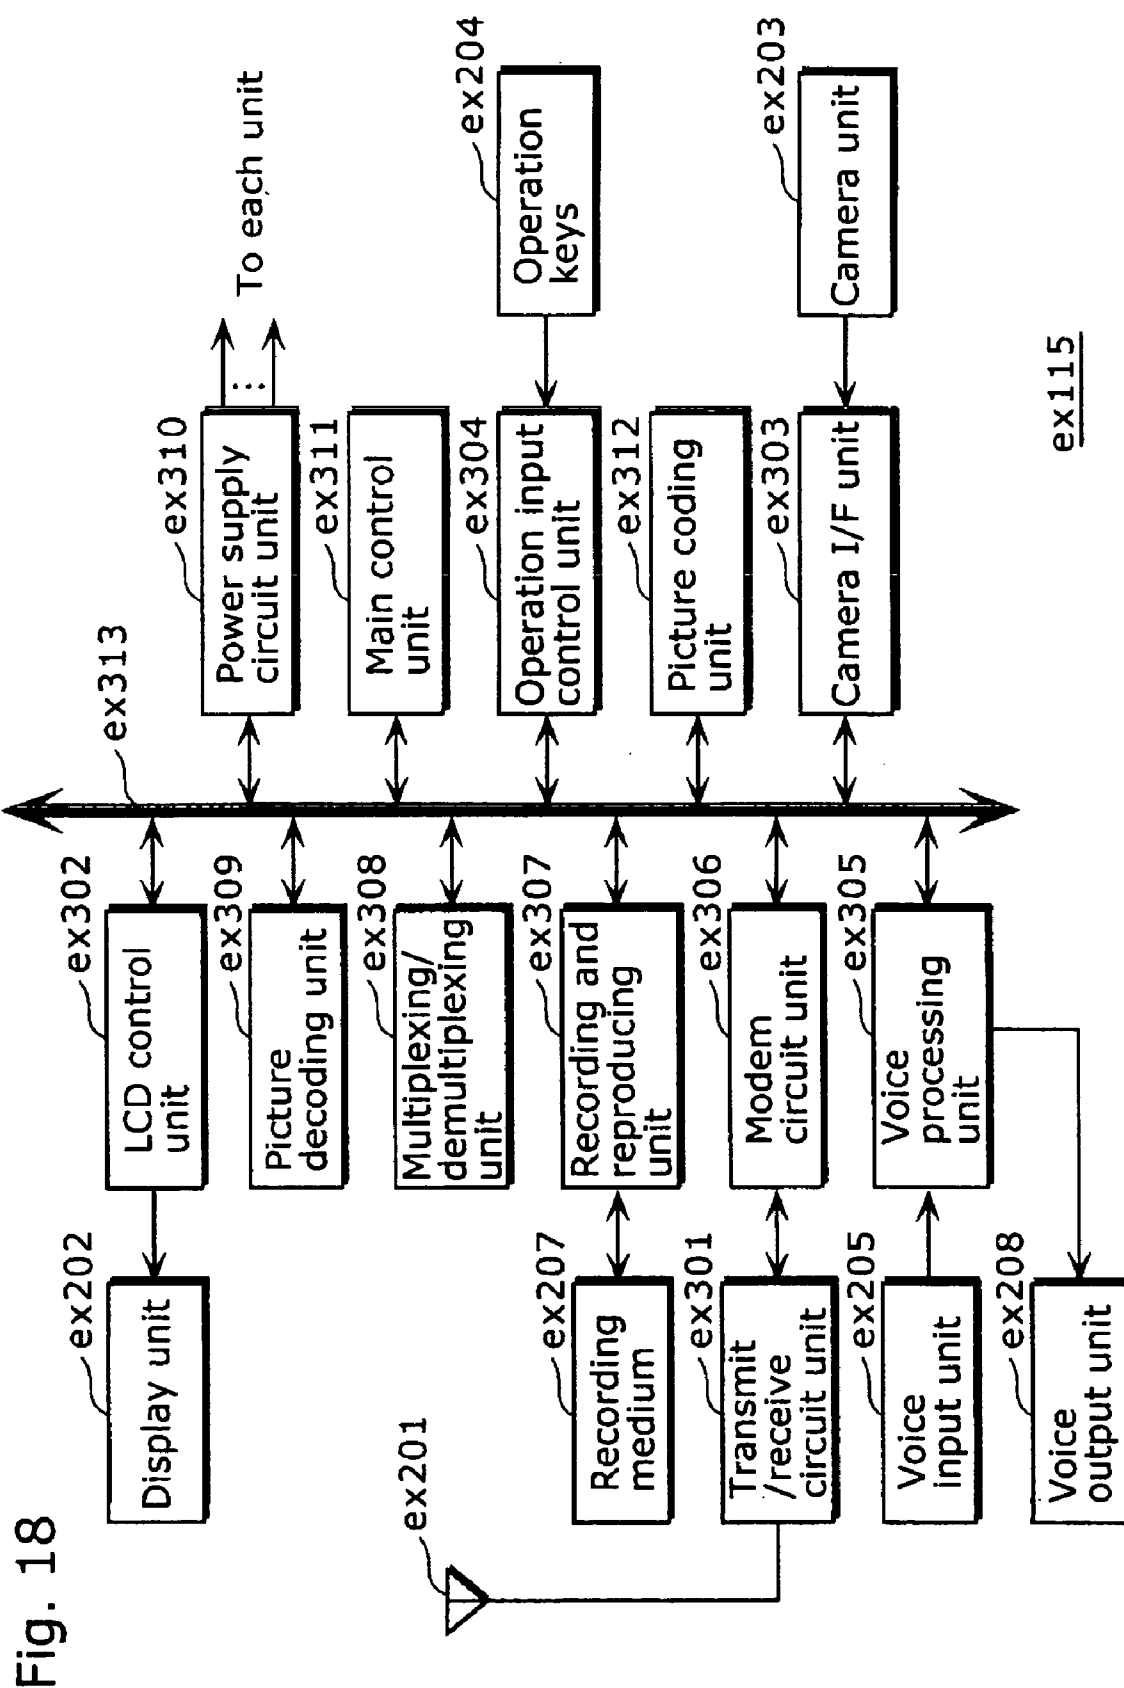 Fig. 18
ex201
ex202
Display unit
ex207
Recording
medium
ex301
Transmit
/receive
circuit unit
ex205
Voice
input unit
ex208
Voice
output unit
ex302
LCD control
unit
ex309
Picture
decoding unit
ex308
Multiplexing/
demultiplexing
unit
ex307
Recording and
reproducing
unit
ex306
Modem
circuit unit
ex305
Voice
processing
unit
ex313
ex310
Power supply
circuit unit
ex311
Main control
unit
ex304
Operation input
control unit
ex312
Picture coding
unit
ex303
Camera I/F unit
To each unit
ex204
Operation
keys
ex203
Camera unit
ex115